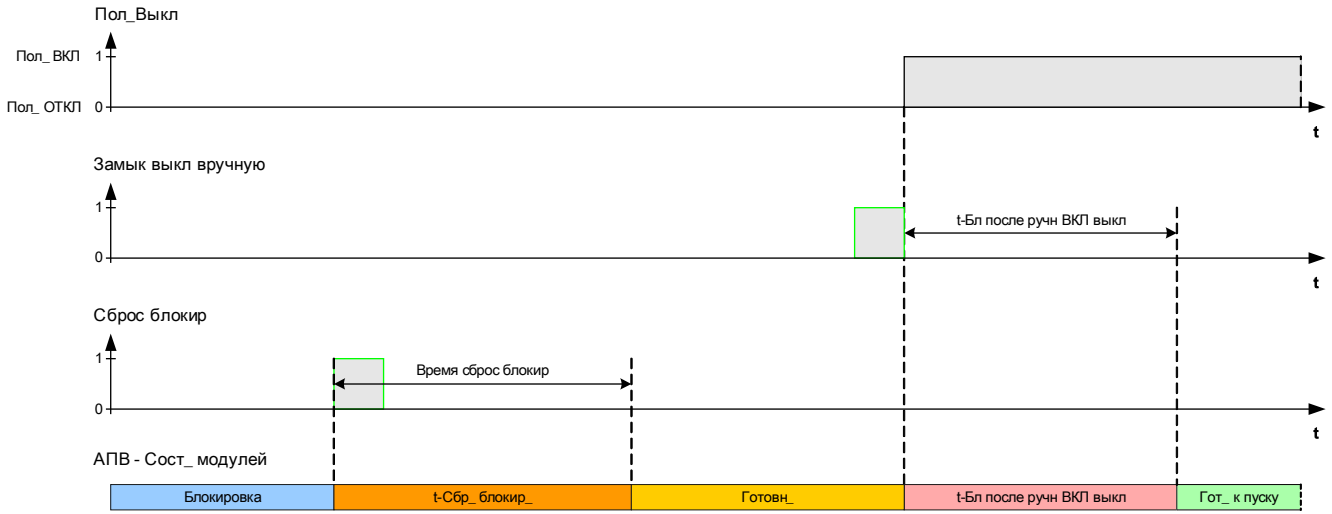 Пол_Выкл
Пол_ ВКЛ 1
Пол_ ОТКЛ 0
t
Замык выкл вручную
1
t-Бл после ручн ВКЛ выкл
0
t
Сброс блокир
1
Время сброс блокир
0
t
АПВ - Сост_ модулей
Блокировка t-Сбр_ блокир_ Готовн_ t-Бл после ручн ВКЛ выкл Гот_ к пуску